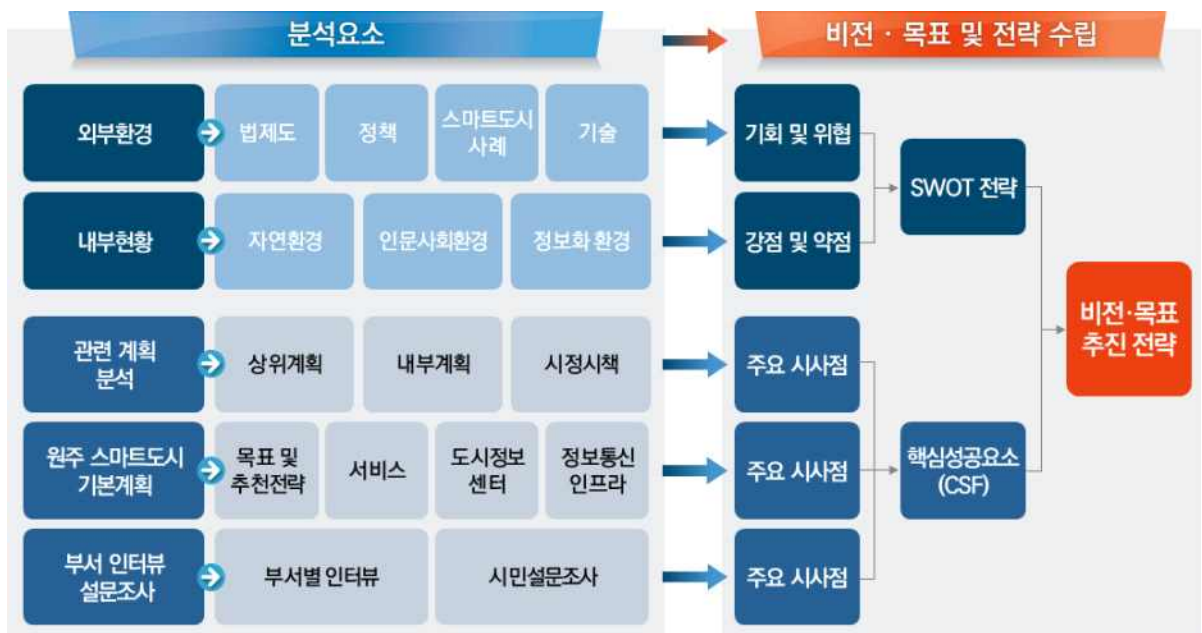 분석요소
비전 · 목표 및 전략 수립
외부환경
법제도
정책
스마트도시
사례
기술
기회 및 위협
SWOT 전략
내부현황
자연환경
인문사회환경
정보화 환경
강점 및 약점
비전·목표
추진 전략
관련 계획
분석
상위계획
내부계획
시정시책
주요 시사점
원주 스마트도시
기본계획
목표 및
추천전략
서비스
도시정보
센터
정보통신
인프라
주요 시사점
핵심성공요소
(CSF)
부서 인터뷰
설문조사
부서별 인터뷰
시민설문조사
주요 시사점